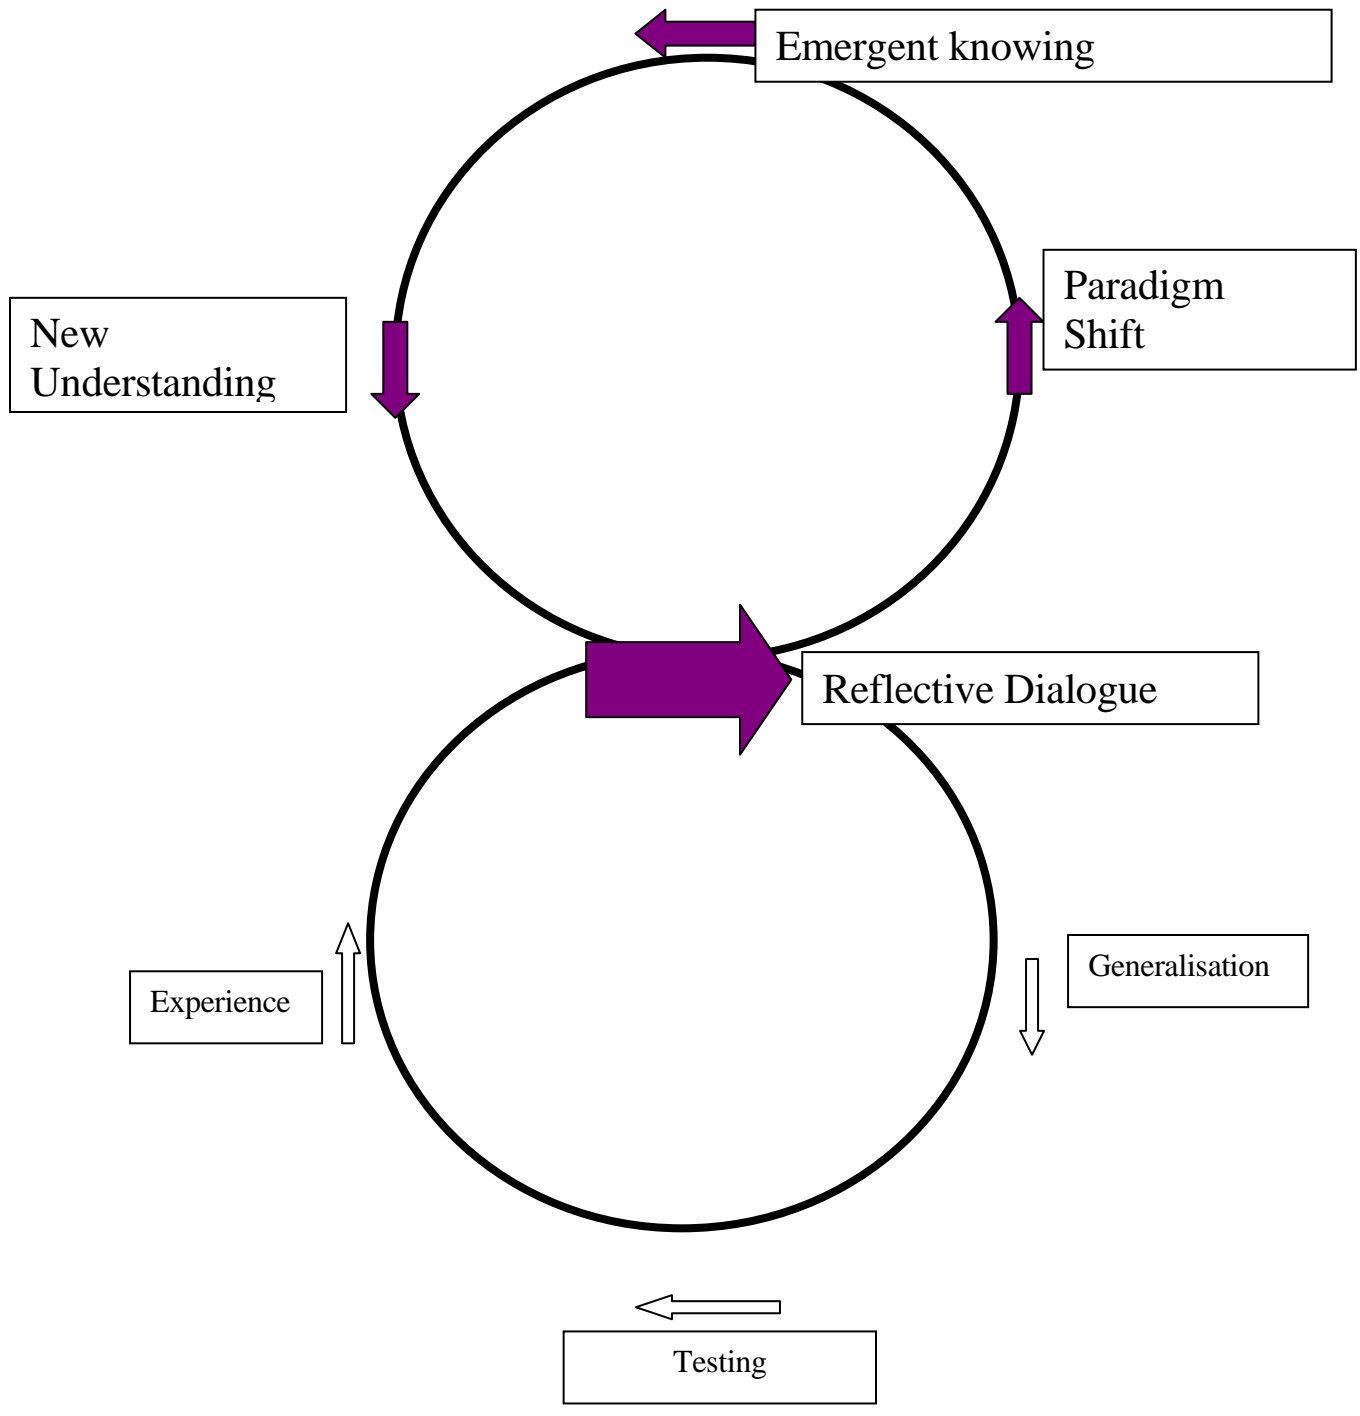 Emergent knowing
Paradigm
Shift
New
Understanding
Reflective Dialogue
Generalisation
Experience
Testing